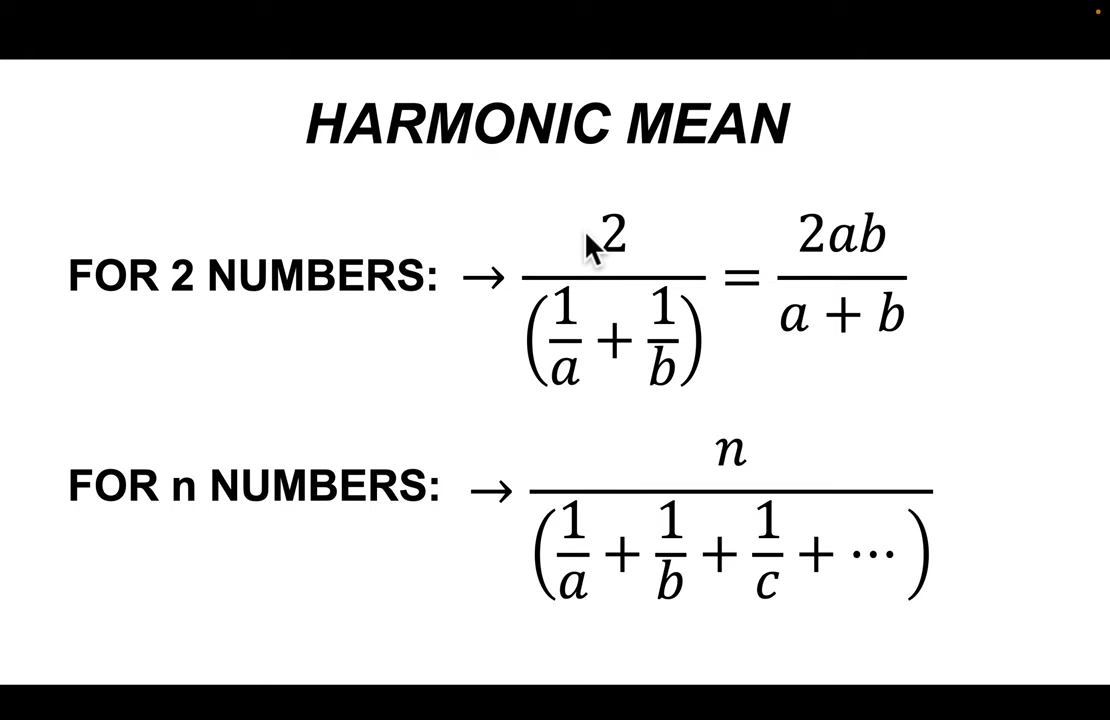 HARMONIC MEAN
FOR 2 NUMBERS: → 2 / (1/a + 1/b) = 2ab / a + b
FOR n NUMBERS: → n / (1/a + 1/b + 1/c + ⋯)